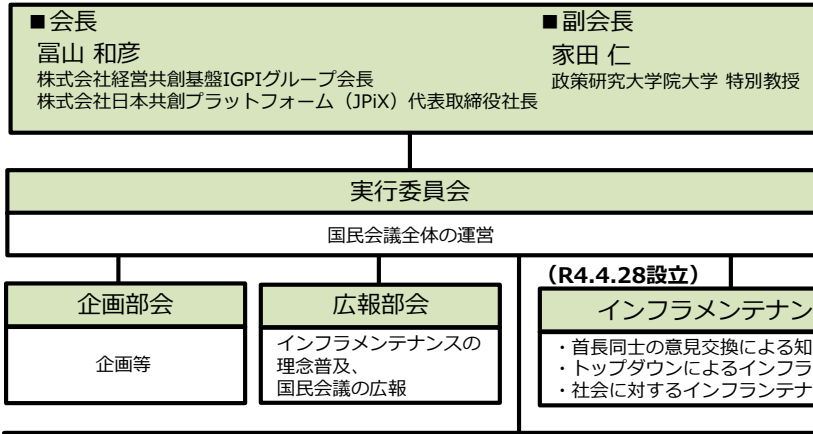 ■会長
冨山 和彦
株式会社経営共創基盤IGPIグループ会長
株式会社日本共創プラットフォーム（JPiX）代表取締役社長
■副会長
家田 仁
政策研究大学院大学 特別教授
実行委員会
国民会議全体の運営
企画部会
企画等
広報部会
インフラメンテナンスの
理念普及、
国民会議の広報
（R4.4.28設立）
インフラメンテナン
・首長同士の意見交換による知
・トップダウンによるインフラ
・社会に対するインフランテナ